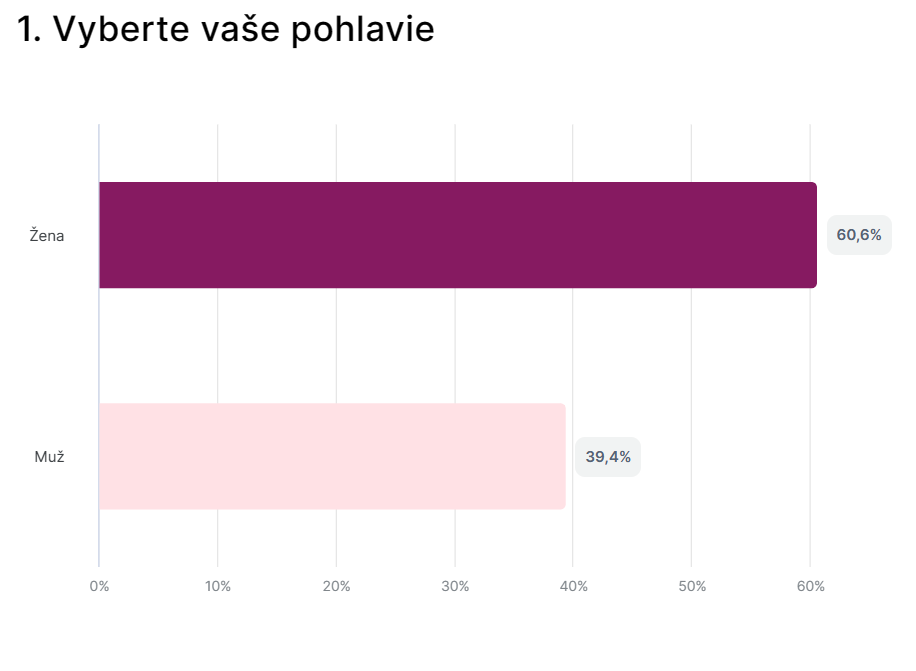 1. Vyberte vaše pohlavie
Žena
60,6%
Muž
39,4%
0% 10% 20% 30% 40% 50% 60%